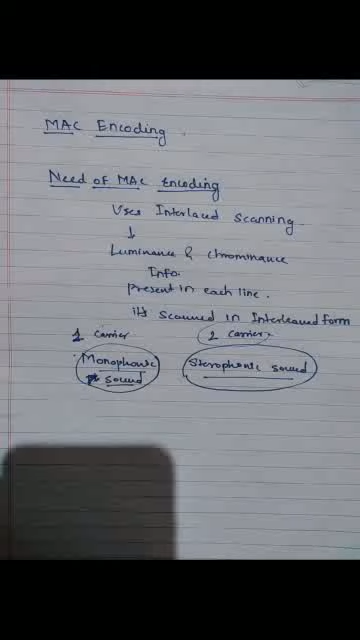 MAC Encoding
Need of MAC Encoding
Uses Interlaced Scanning
↓
Luminance & chrominance
Info.
Present in each line.
it's Scanned in Interleaved form
1 carrier 2 carrier
Monophonic Sterophonic sound
sound